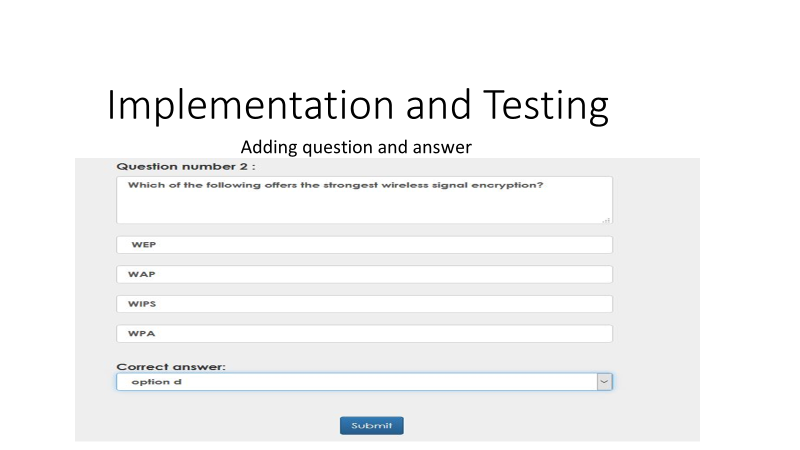 Implementation and Testing
Adding question and answer
Question number 2 :
Which of the following offers the strongest wireless signal encryption?
WEP
WAP
WIPS
WPA
Correct answer:
option d
Submit